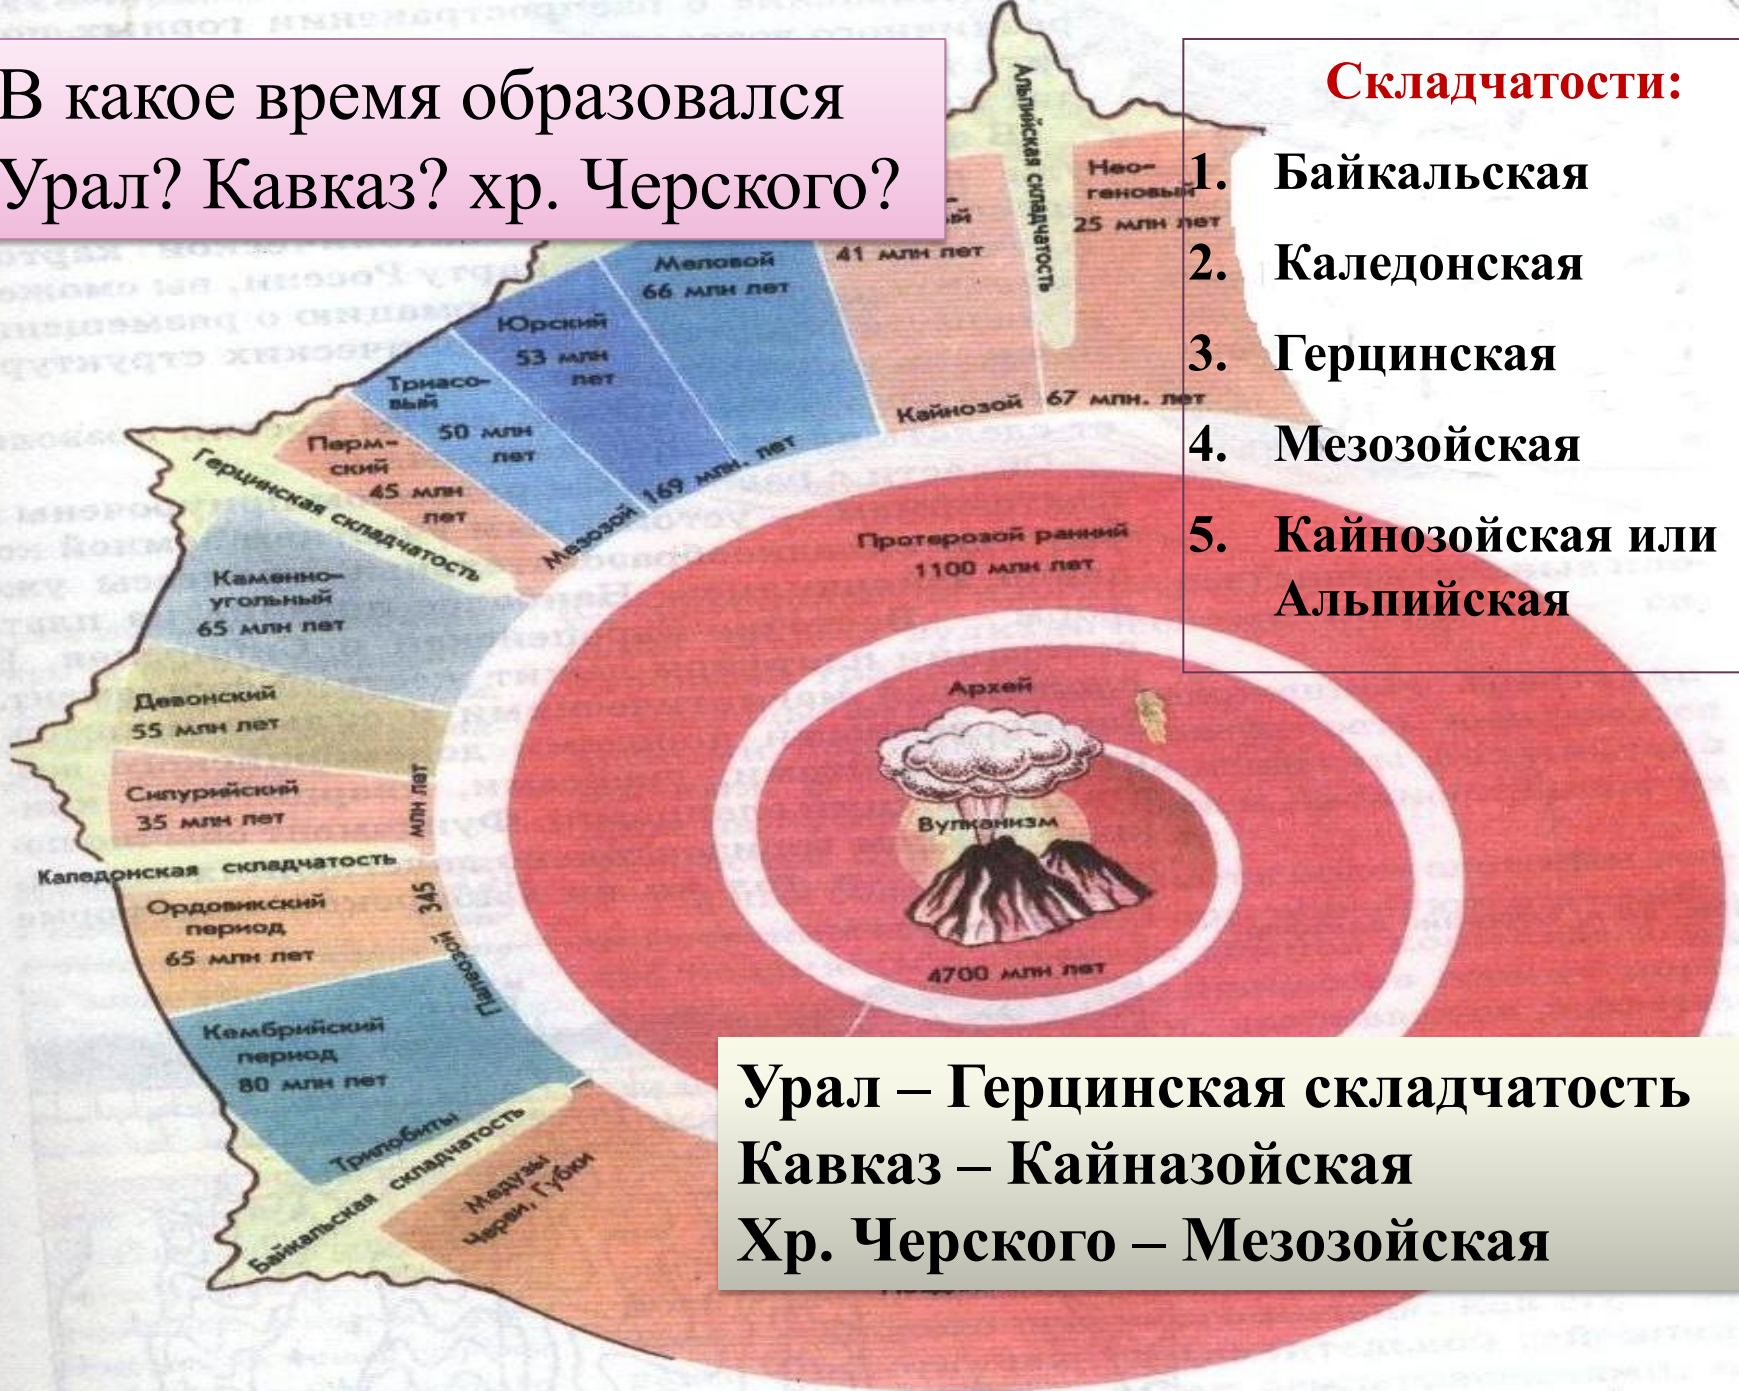 В какое время образовался
Урал? Кавказ? хр. Черского?
Складчатости:
1. Байкальская
2. Каледонская
3. Герцинская
4. Мезозойская
5. Кайнозойская или
Альпийская
Альпийская складчатость
Нео-
геновый
25 млн лет
41 млн лет
Меловой
66 млн лет
Юрский
53 млн
лет
Триасо-
вый
50 млн
лет
Перм-
ский
45 млн
лет
Герцинская складчатость
Каменно-
угольный
65 млн лет
Девонский
55 млн лет
Силурийский
35 млн лет
Каледонская складчатость
Ордовикский
период
65 млн лет
Кембрийский
период
80 млн лет
Трилобиты
Байкальская складчатость
Медузы
Черви, Губки
Палеозой 345 млн лет
Мезозой 169 млн. лет
Кайнозой 67 млн. лет
Протерозой ранний
1100 млн лет
Архей
Вулканизм
4700 млн лет
Урал – Герцинская складчатость
Кавказ – Кайназойская
Хр. Черского – Мезозойская